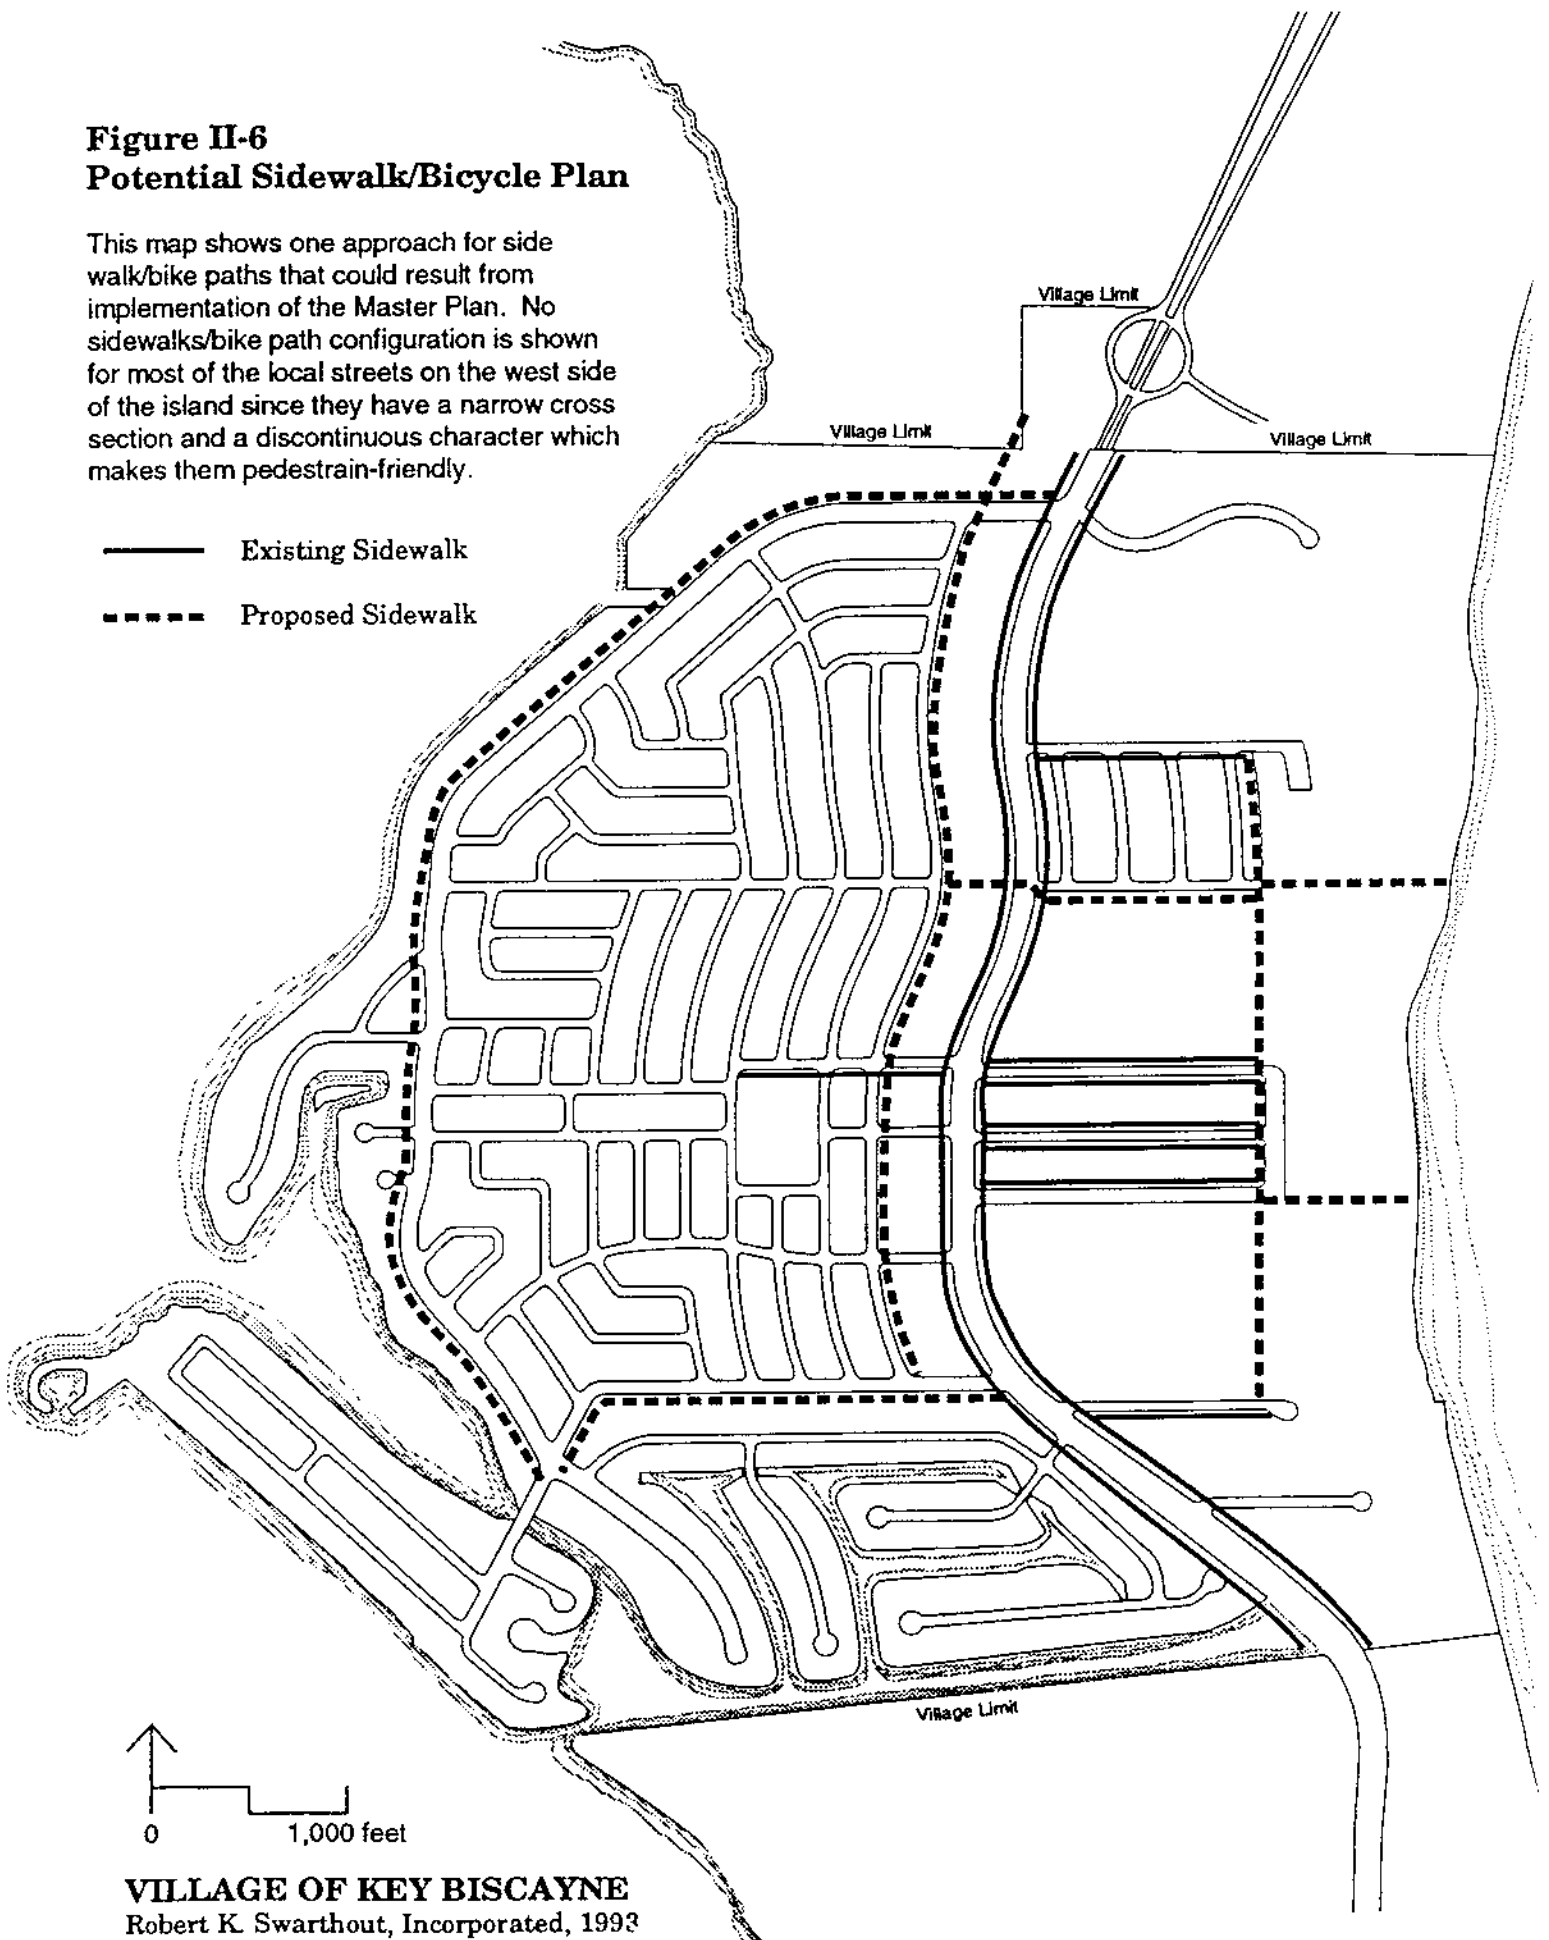 Figure II-6
Potential Sidewalk/Bicycle Plan
This map shows one approach for side
walk/bike paths that could result from
implementation of the Master Plan. No
sidewalks/bike path configuration is shown
for most of the local streets on the west side
of the island since they have a narrow cross
section and a discontinuous character which
makes them pedestrain-friendly.
Existing Sidewalk
Proposed Sidewalk
Village Limit
Village Limit
Village Limit
Village Limit
0 1,000 feet
VILLAGE OF KEY BISCAYNE
Robert K. Swarthout, Incorporated, 1993